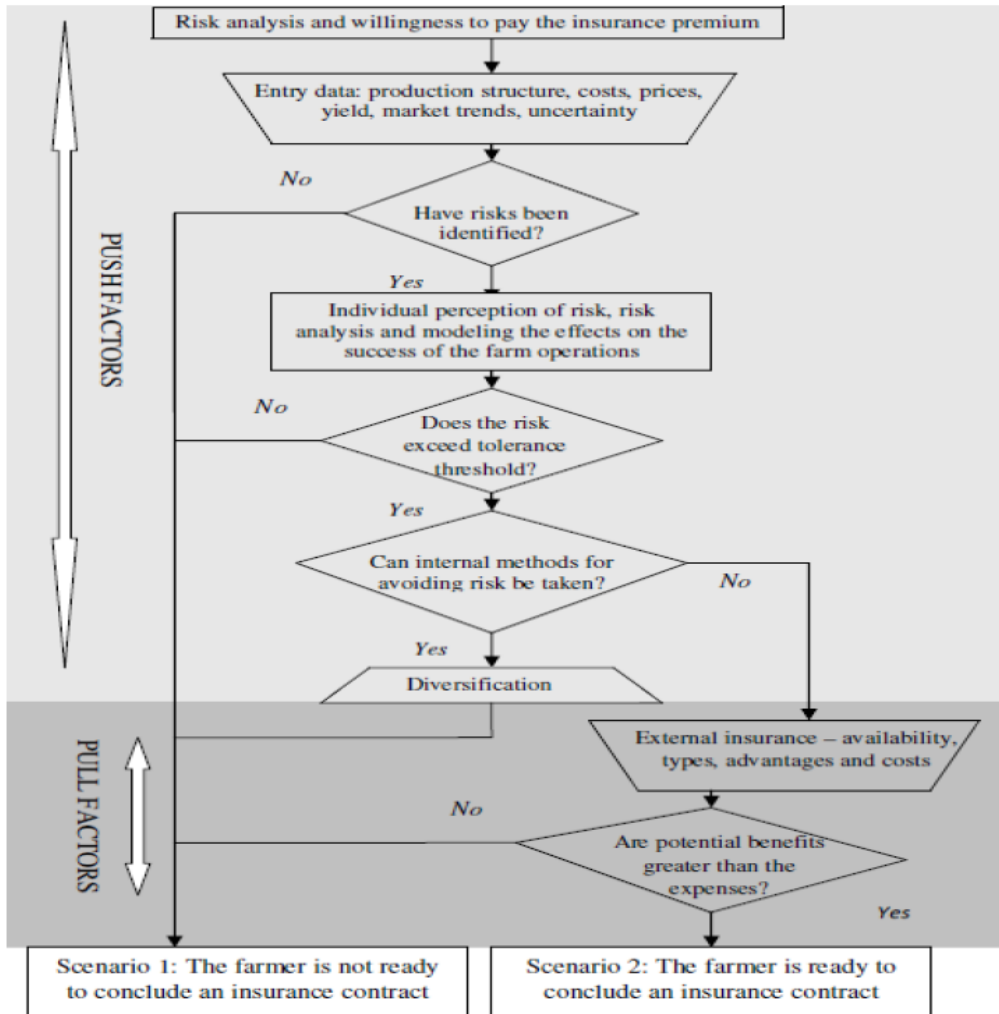 Risk analysis and willingness to pay the insurance premium
Entry data: production structure, costs, prices,
yield, market trends, uncertainty
No
Have risks been
identified?
Yes
PUSH FACTORS
Individual perception of risk, risk
analysis and modeling the effects on the
success of the farm operations
No
Does the risk
exceed tolerance
threshold?
Yes
Can internal methods for
avoiding risk be taken?
No
Yes
Diversification
PULL FACTORS
External insurance – availability,
types, advantages and costs
No
Are potential benefits
greater than the
expenses?
Yes
Scenario 1: The farmer is not ready
to conclude an insurance contract
Scenario 2: The farmer is ready to
conclude an insurance contract